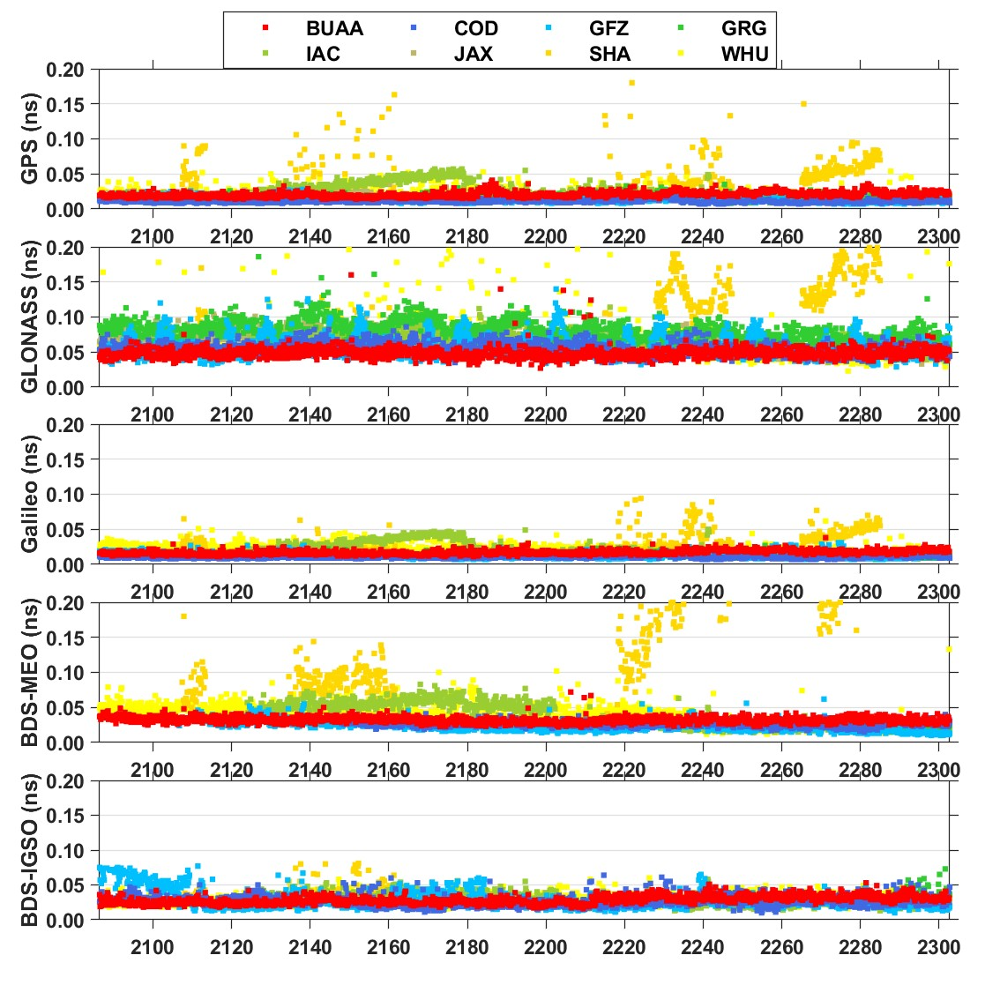 BUAA COD GFZ GRG
IAC JAX SHA WHU
GPS (ns)
0.20
0.15
0.10
0.05
0.00
2100 2120 2140 2160 2180 2200 2220 2240 2260 2280 2300
GLONASS (ns)
0.20
0.15
0.10
0.05
0.00
2100 2120 2140 2160 2180 2200 2220 2240 2260 2280 2300
Galileo (ns)
0.20
0.15
0.10
0.05
0.00
2100 2120 2140 2160 2180 2200 2220 2240 2260 2280 2300
BDS-MEO (ns)
0.20
0.15
0.10
0.05
0.00
2100 2120 2140 2160 2180 2200 2220 2240 2260 2280 2300
BDS-IGSO (ns)
0.20
0.15
0.10
0.05
0.00
2100 2120 2140 2160 2180 2200 2220 2240 2260 2280 2300